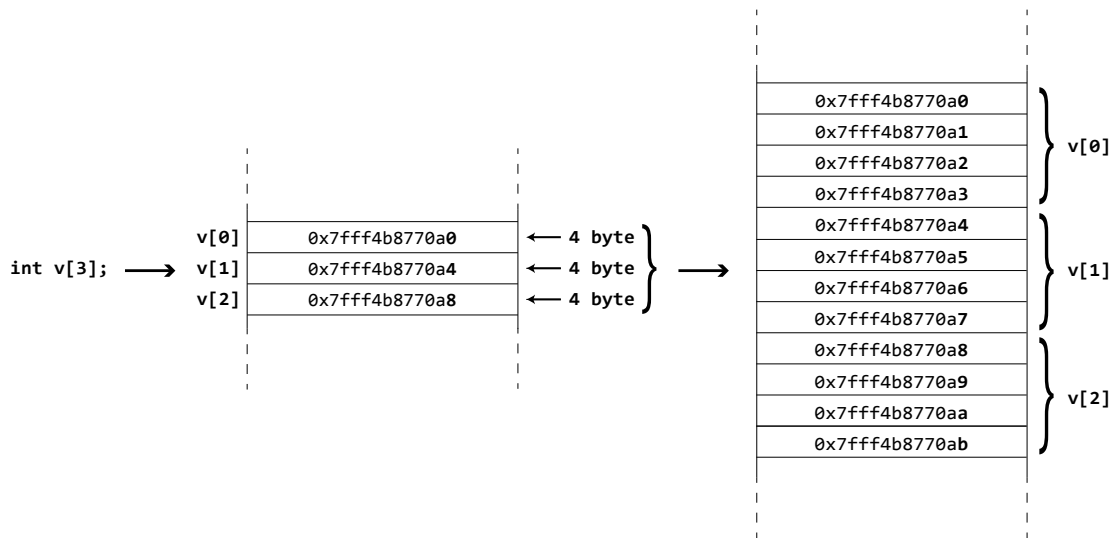 int v[3];
v[0] 0x7fff4b8770a0 4 byte
v[1] 0x7fff4b8770a4 4 byte
v[2] 0x7fff4b8770a8 4 byte
0x7fff4b8770a0
0x7fff4b8770a1
0x7fff4b8770a2
0x7fff4b8770a3
v[0]
0x7fff4b8770a4
0x7fff4b8770a5
0x7fff4b8770a6
0x7fff4b8770a7
v[1]
0x7fff4b8770a8
0x7fff4b8770a9
0x7fff4b8770aa
0x7fff4b8770ab
v[2]